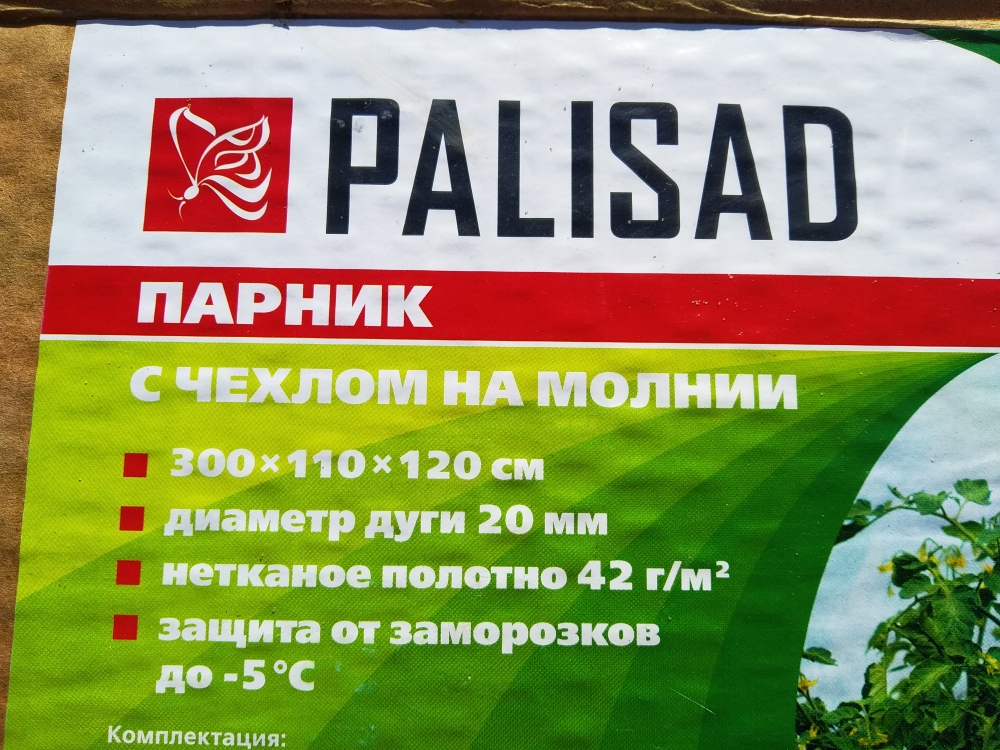 PALISAD
ПАРНИК
С ЧЕХЛОМ НА МОЛНИИ
300×110×120 см
диаметр дуги 20 мм
нетканое полотно 42 г/м²
защита от заморозков
до -5 °С
Комплектация: